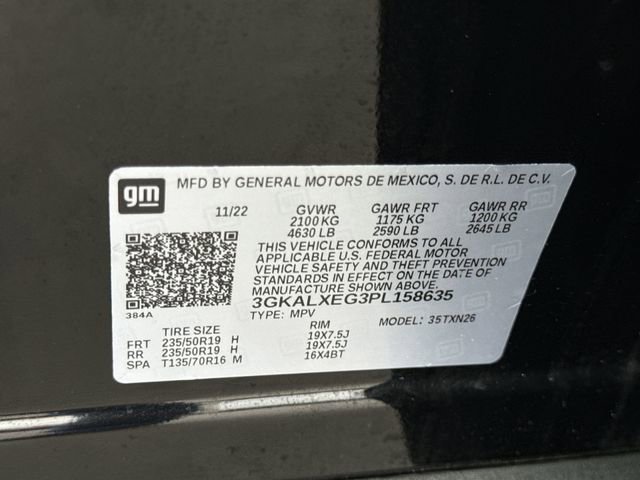 gm MFD BY GENERAL MOTORS DE MEXICO, S. DE R.L. DE C.V.
11/22 GVWR GAWR FRT GAWR RR
2100 KG 1175 KG 1200 KG
4630 LB 2590 LB 2645 LB
THIS VEHICLE CONFORMS TO ALL
APPLICABLE U.S. FEDERAL MOTOR
VEHICLE SAFETY AND THEFT PREVENTION
STANDARDS IN EFFECT ON THE DATE OF
MANUFACTURE SHOWN ABOVE.
3GKALXEG3PL158635
384A
TYPE: MPV MODEL: 35TXN26
TIRE SIZE RIM
FRT 235/50R19 H 19X7.5J
RR 235/50R19 H 19X7.5J
SPA T135/70R16 M 16X4BT